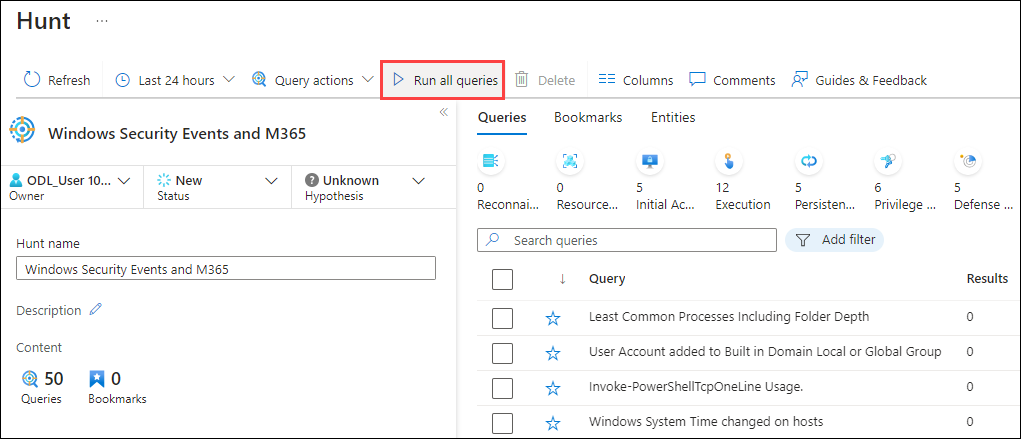 Hunt ...
Refresh Last 24 hours Query actions Run all queries Delete Columns Comments Guides & Feedback
Windows Security Events and M365
ODL_User 10...
Owner
New
Status
Unknown
Hypothesis
Hunt name
Windows Security Events and M365
Description
Content
50
Queries
0
Bookmarks
Queries Bookmarks Entities
0
Reconnai...
0
Resource...
5
Initial Ac...
12
Execution
5
Persisten...
6
Privilege ...
5
Defense ...
Search queries
Add filter
Query Results
Least Common Processes Including Folder Depth 0
User Account added to Built in Domain Local or Global Group 0
Invoke-PowerShellTcpOneLine Usage. 0
Windows System Time changed on hosts 0